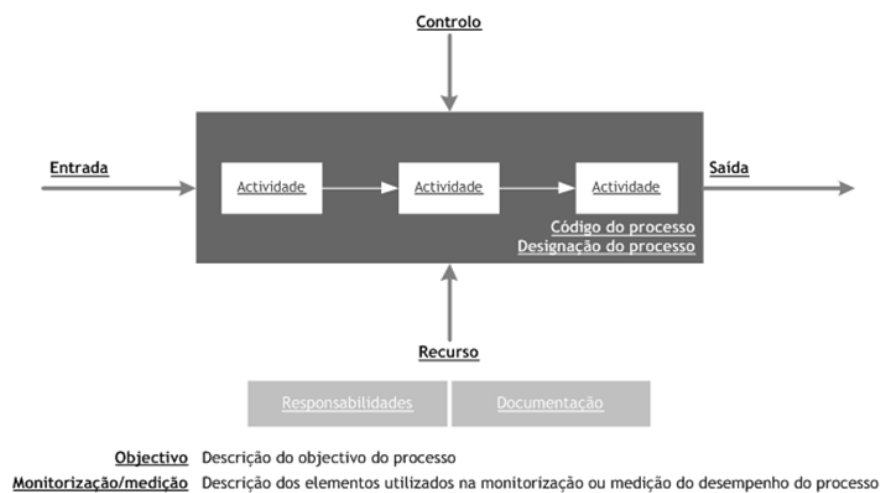 Controlo
Entrada
Saída
Actividade
Actividade
Actividade
Código do processo
Designação do processo
Recurso
Responsabilidades
Documentação
Objectivo Descrição do objectivo do processo
Monitorização/medição Descrição dos elementos utilizados na monitorização ou medição do desempenho do processo